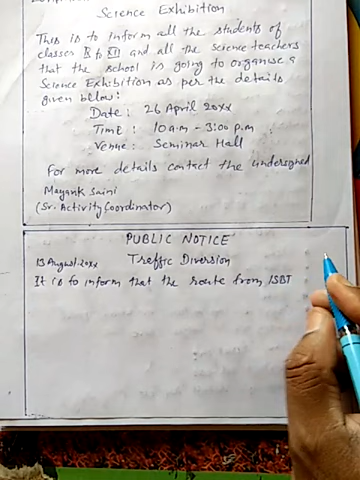 Science Exhibition
This is to inform all the students of
classes IX to XII and all the science teachers
that the school is going to organise a
Science Exhibition as per the details
given bllow:
Date : 26 April 20xx
Time : 10 a.m - 3:00 p.m
Venue : Seminar Hall
For more details contact the undersigned
Mayank Saini
(Sr. Activity Coordinator)
PUBLIC NOTICE
13 August 20xx Traffic Diversion
It is to inform that the route from ISBT